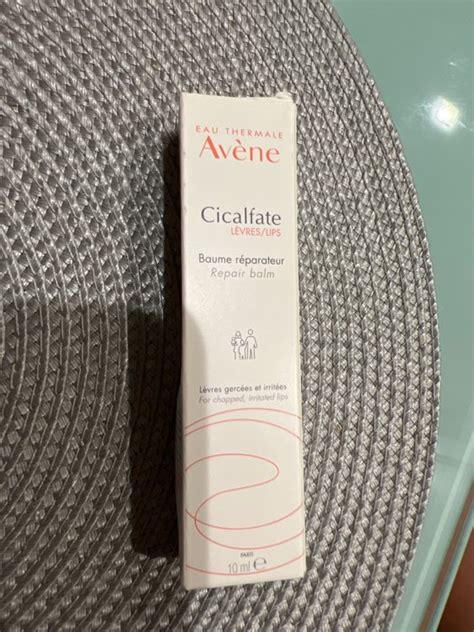 EAU THERMALE
Avène
Cicalfate
LÈVRES/LIPS
Baume réparateur
Repair balm
Lèvres gercées et irritées
For chapped, irritated lips
PARIS
10 ml ℮